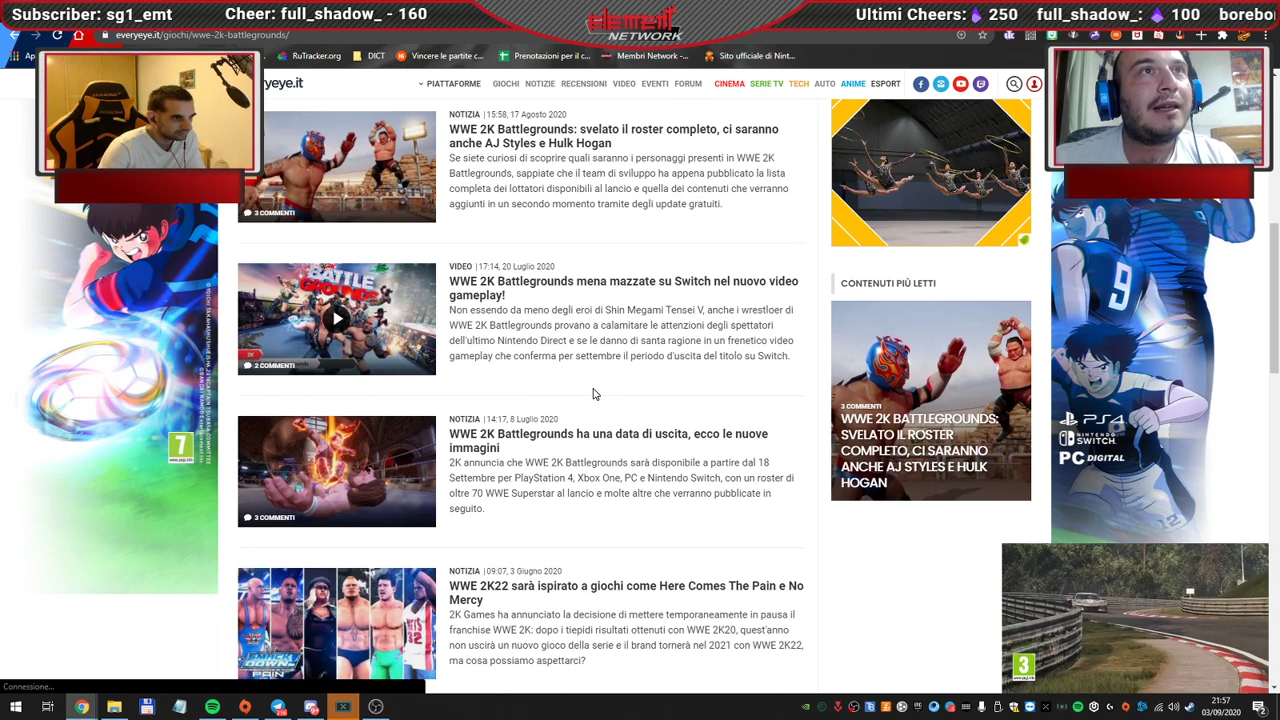 Subscriber: sg1_emt
Cheer: full_shadow_ - 160
element
NETWORK
Ultimi Cheers: 250 full_shadow_: 100 borebo
everyeye.it/giochi/wwe-2k-battlegrounds/
Ap
RuTracker.org
DICT
Vincere le partite c...
Prenotazioni per il c...
Membri Network -...
Sito ufficiale di Nint...
yeye.it
PIATTAFORME GIOCHI NOTIZIE RECENSIONI VIDEO EVENTI FORUM CINEMA SERIE TV TECH AUTO ANIME ESPORT
NOTIZIA | 15:58, 17 Agosto 2020
WWE 2K Battlegrounds: svelato il roster completo, ci saranno
anche AJ Styles e Hulk Hogan
Se siete curiosi di scoprire quali saranno i personaggi presenti in WWE 2K
Battlegrounds, sappiate che il team di sviluppo ha appena pubblicato la lista
completa dei lottatori disponibili al lancio e quella dei contenuti che verranno
aggiunti in un secondo momento tramite degli update gratuiti.
3 COMMENTI
VIDEO | 17:14, 20 Luglio 2020
WWE 2K Battlegrounds mena mazzate su Switch nel nuovo video
gameplay!
Non essendo da meno degli eroi di Shin Megami Tensei V, anche i wrestloer di
WWE 2K Battlegrounds provano a calamitare le attenzioni degli spettatori
dell'ultimo Nintendo Direct e se le danno di santa ragione in un frenetico video
gameplay che conferma per settembre il periodo d'uscita del titolo su Switch.
BATTLE
GROUNDS
2K
2 COMMENTI
NOTIZIA | 14:17, 8 Luglio 2020
WWE 2K Battlegrounds ha una data di uscita, ecco le nuove
immagini
2K annuncia che WWE 2K Battlegrounds sarà disponibile a partire dal 18
Settembre per PlayStation 4, Xbox One, PC e Nintendo Switch, con un roster di
oltre 70 WWE Superstar al lancio e molte altre che verranno pubblicate in
seguito.
3 COMMENTI
NOTIZIA | 09:07, 3 Giugno 2020
WWE 2K22 sarà ispirato a giochi come Here Comes The Pain e No
Mercy
2K Games ha annunciato la decisione di mettere temporaneamente in pausa il
franchise WWE 2K: dopo i tiepidi risultati ottenuti con WWE 2K20, quest'anno
non uscirà un nuovo gioco della serie e il brand tornerà nel 2021 con WWE 2K22,
ma cosa possiamo aspettarci?
SMACK
DOWN
PAIN
CONTENUTI PIÙ LETTI
3 COMMENTI
WWE 2K BATTLEGROUNDS:
SVELATO IL ROSTER
COMPLETO, CI SARANNO
ANCHE AJ STYLES E HULK
HOGAN
7
9
PS4
NINTENDO
SWITCH
PC DIGITAL
12
3
Connessione...
21:57
03/09/2020